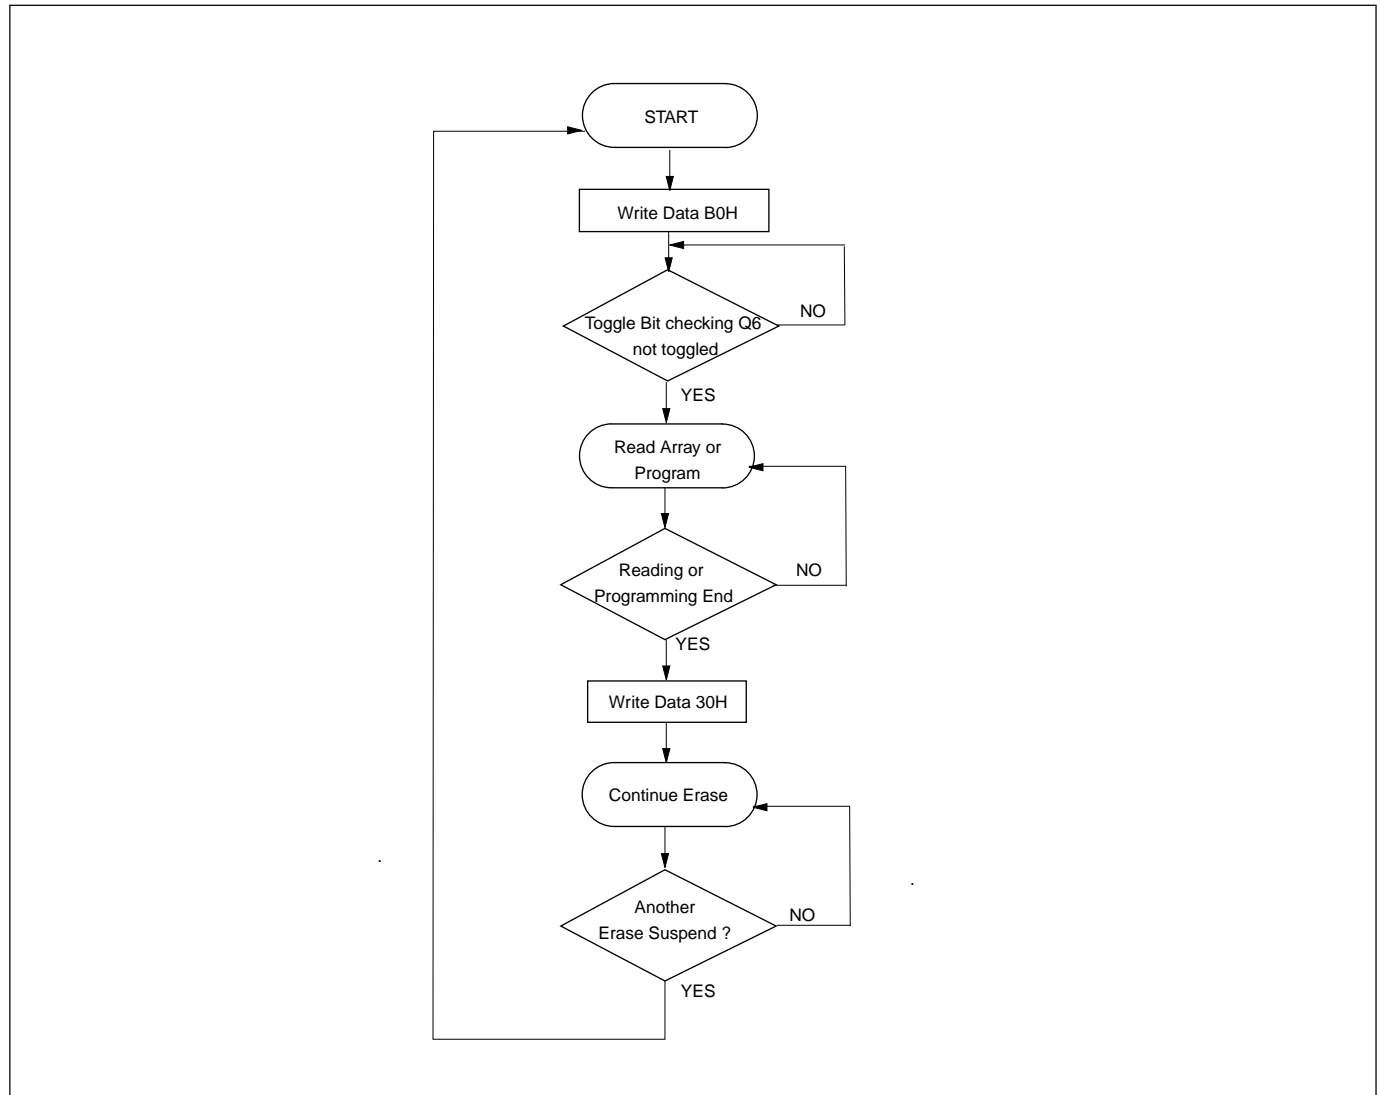 START
Write Data B0H
Toggle Bit checking Q6
not toggled
NO
YES
Read Array or
Program
Reading or
Programming End
NO
YES
Write Data 30H
Continue Erase
Another
Erase Suspend ?
NO
YES